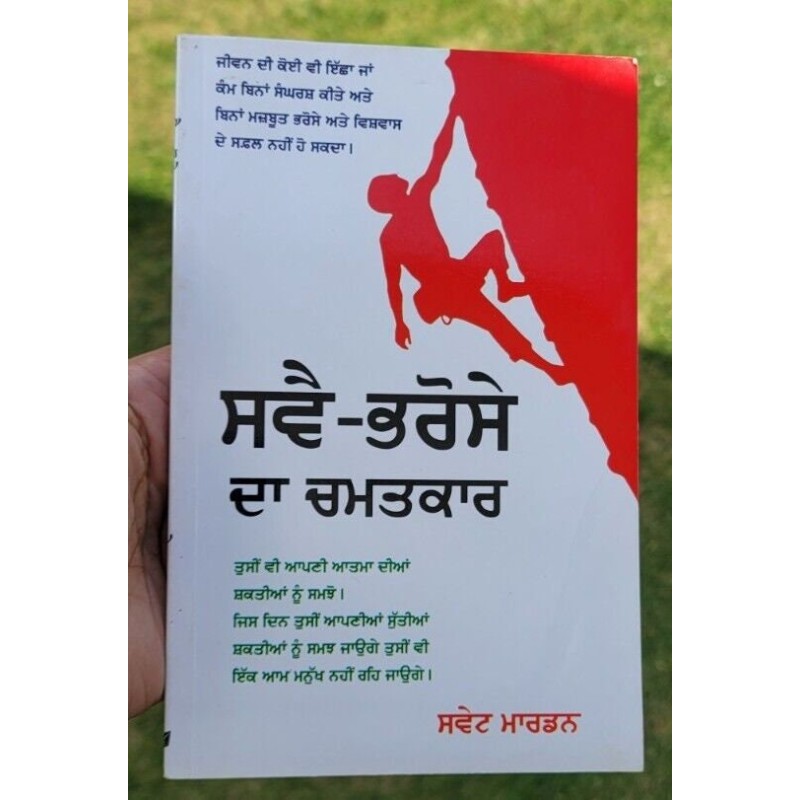 ਜੀਵਨ ਦੀ ਕੋਈ ਵੀ ਇੱਛਾ ਜਾਂ
ਕੰਮ ਬਿਨਾਂ ਸੰਘਰਸ਼ ਕੀਤੇ ਅਤੇ
ਬਿਨਾਂ ਮਜ਼ਬੂਤ ਭਰੋਸੇ ਅਤੇ ਵਿਸ਼ਵਾਸ
ਦੇ ਸਫ਼ਲ ਨਹੀਂ ਹੋ ਸਕਦਾ।
ਸਵੈ-ਭਰੋਸੇ
ਦਾ ਚਮਤਕਾਰ
ਤੁਸੀਂ ਵੀ ਆਪਣੀ ਆਤਮਾ ਦੀਆਂ
ਸ਼ਕਤੀਆਂ ਨੂੰ ਸਮਝੋ।
ਜਿਸ ਦਿਨ ਤੁਸੀਂ ਆਪਣੀਆਂ ਸੁੱਤੀਆਂ
ਸ਼ਕਤੀਆਂ ਨੂੰ ਸਮਝ ਜਾਉਗੇ ਤੁਸੀਂ ਵੀ
ਇੱਕ ਆਮ ਮਨੁੱਖ ਨਹੀਂ ਰਹਿ ਜਾਉਗੇ।
ਸਵੇਟ ਮਾਰਡਨ